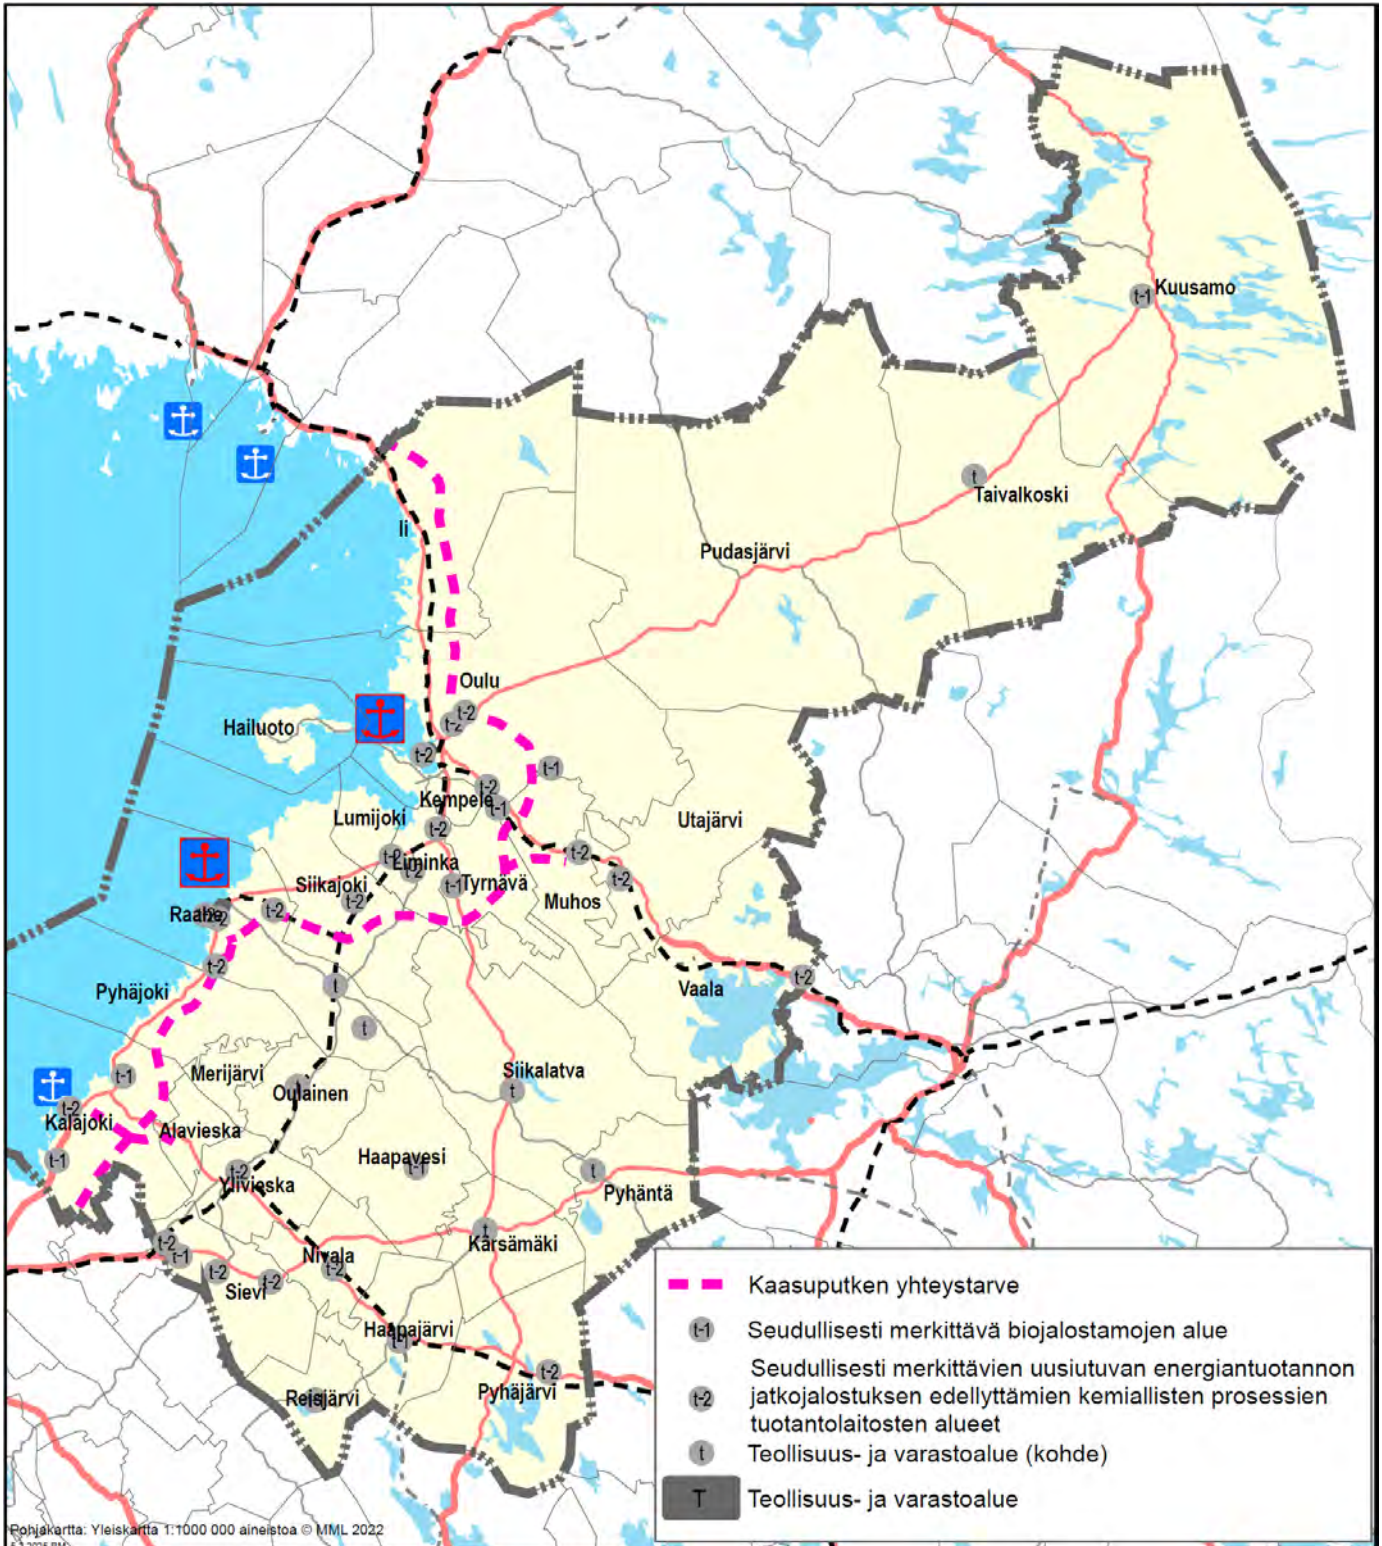 Kuusamo
t-1
t
Taivalkoski
Ii
Pudasjärvi
Oulu
t-2
t-2
Hailuoto
t-2
t-1
t-2
Kempele
t-1
Lumijoki
t-2
Utajärvi
t-2
t-2
Liminka
t-2
t-2
Siikajoki
t-1
Tyrnävä
t-2
Muhos
t-2
Raahe
t-2
t-2
Pyhäjoki
t-2
Vaala
t
t
Merijärvi
t-1
Siikalatva
t
Oulainen
t-2
Kalajoki
Alavieska
Haapavesi
t-1
t-1
t-2
t
Ylivieska
Pyhäntä
t
Kärsämäki
t-2
t-1
Nivala
t-2
t-2
t-2
Sievi
Haapajärvi
t-1
t-2
Pyhäjärvi
Reisjärvi
Kaasuputken yhteystarve
t-1 Seudullisesti merkittävä biojalostamojen alue
Seudullisesti merkittävien uusiutuvan energiantuotannon
t-2 jatkojalostuksen edellyttämien kemiallisten prosessien
tuotantolaitosten alueet
t Teollisuus- ja varastoalue (kohde)
T Teollisuus- ja varastoalue
Pohjakartta: Yleiskartta 1:1000 000 aineistoa © MML 2022